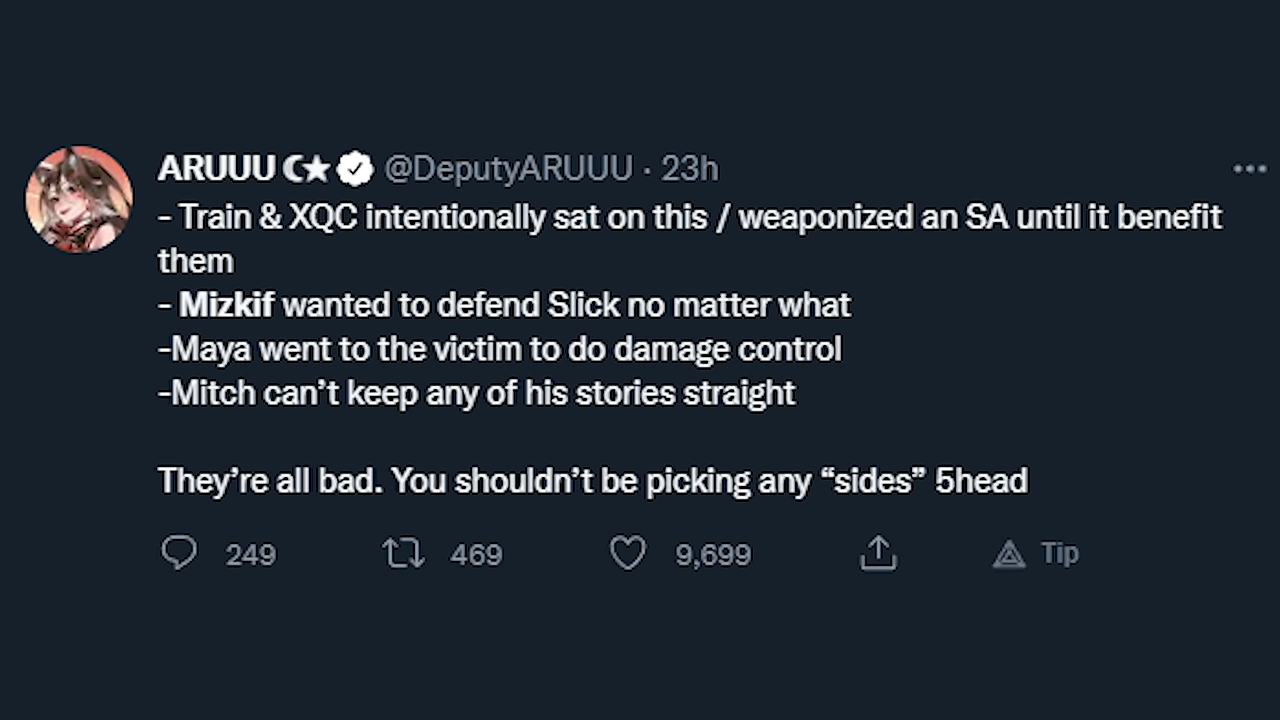 ARUUU ☾★ @DeputyARUUU · 23h
- Train & XQC intentionally sat on this / weaponized an SA until it benefit
them
- Mizkif wanted to defend Slick no matter what
-Maya went to the victim to do damage control
-Mitch can’t keep any of his stories straight
They’re all bad. You shouldn’t be picking any “sides” 5head
249 469 9,699 Tip